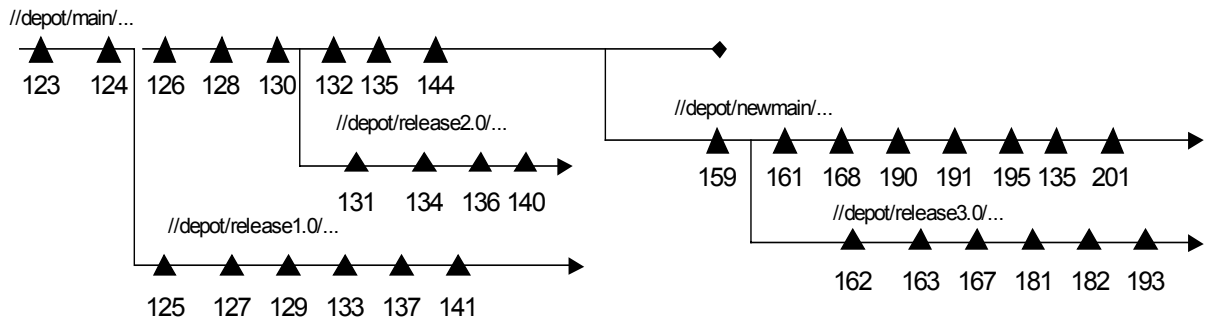 //depot/main/...
123 124 126 128 130 132 135 144
//depot/newmain/...
//depot/release2.0/...
159 161 168 190 191 195 135 201
131 134 136 140
//depot/release3.0/...
//depot/release1.0/...
162 163 167 181 182 193
125 127 129 133 137 141